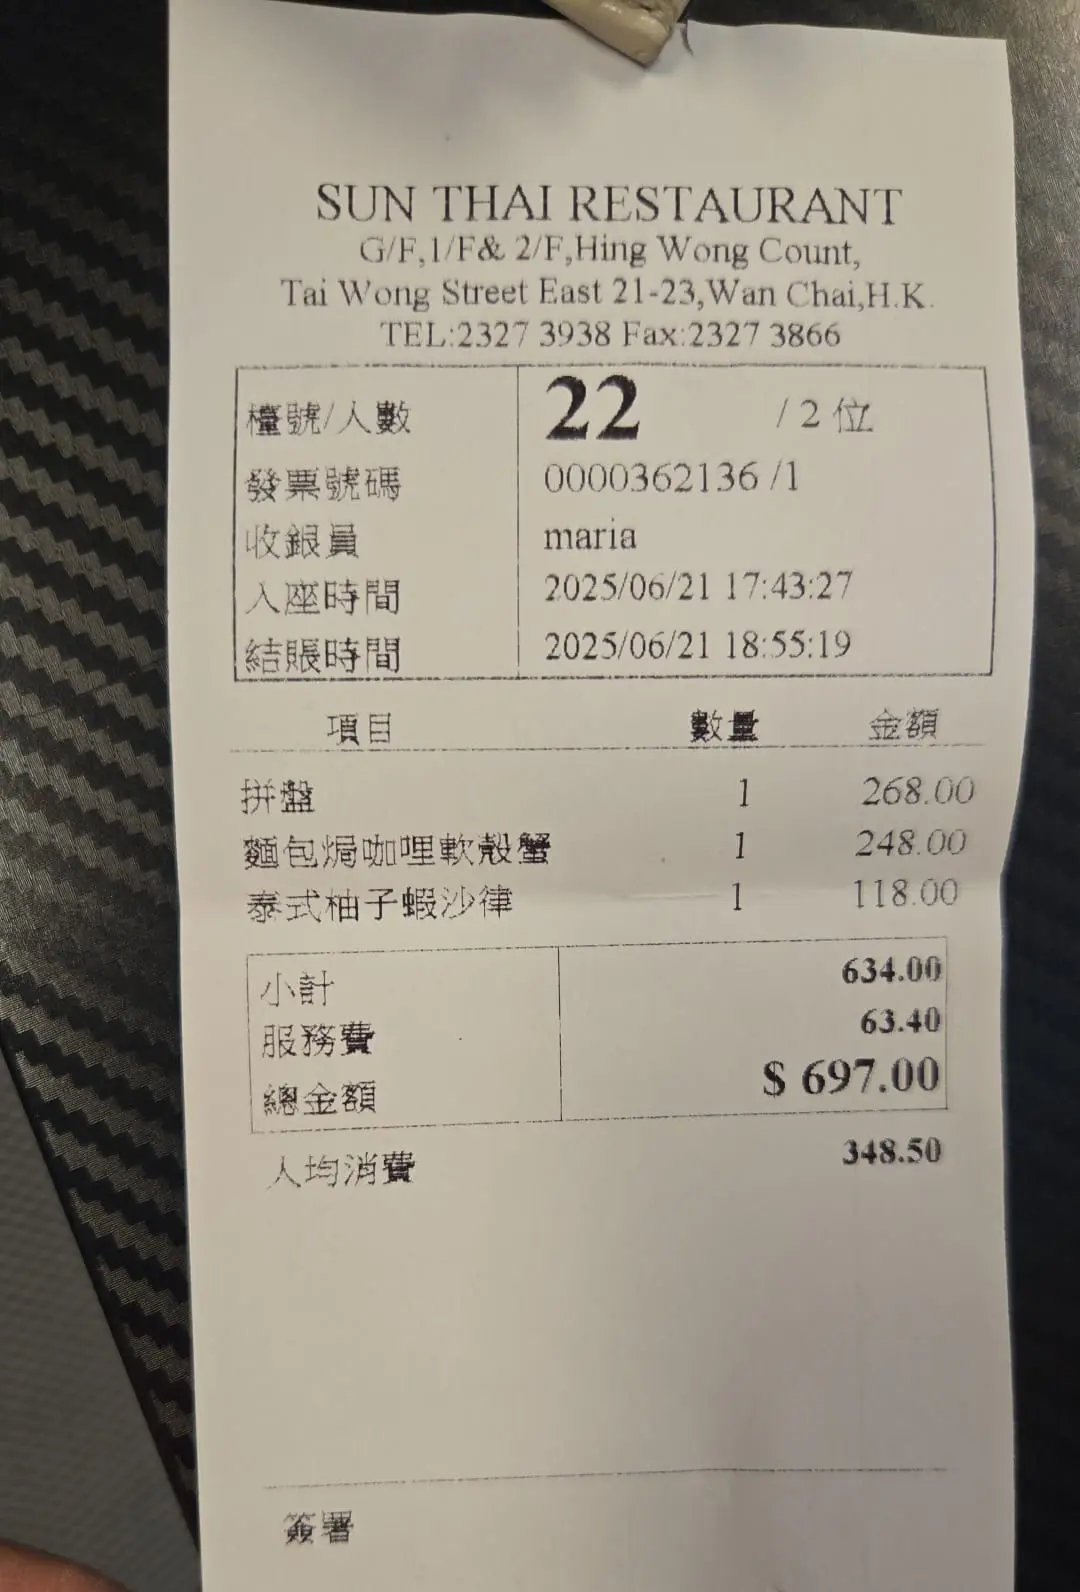 SUN THAI RESTAURANT
G/F,1/F& 2/F,Hing Wong Count,
Tai Wong Street East 21-23,Wan Chai,H.K.
TEL:2327 3938 Fax:2327 3866
檯號/人數 22 / 2 位
發票號碼 0000362136 /1
收銀員 maria
入座時間 2025/06/21 17:43:27
結賬時間 2025/06/21 18:55:19
項目 數量 金額
拼盤 1 268.00
麵包焗咖哩軟殼蟹 1 248.00
泰式柚子蝦沙律 1 118.00
小計 634.00
服務費 63.40
總金額 $ 697.00
人均消費 348.50
簽署